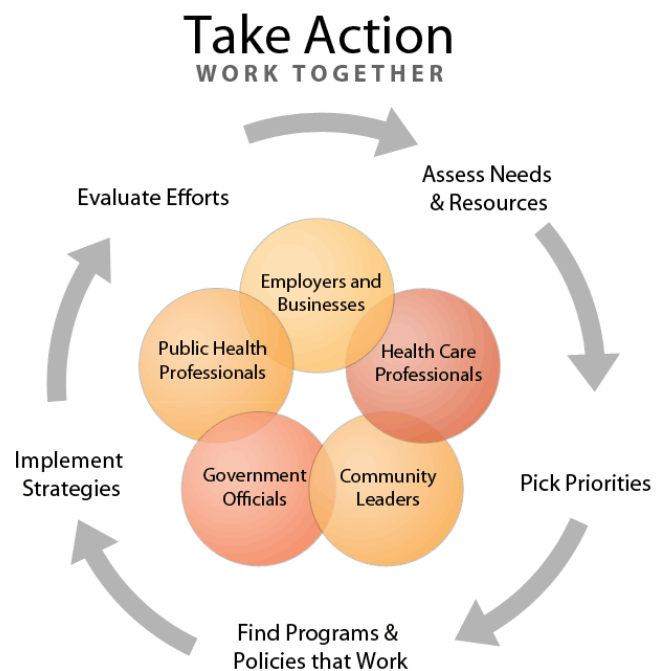 Take Action
WORK TOGETHER
Assess Needs
& Resources
Evaluate Efforts
Employers and
Businesses
Public Health
Professionals
Health Care
Professionals
Implement
Strategies
Government
Officials
Community
Leaders
Pick Priorities
Find Programs &
Policies that Work